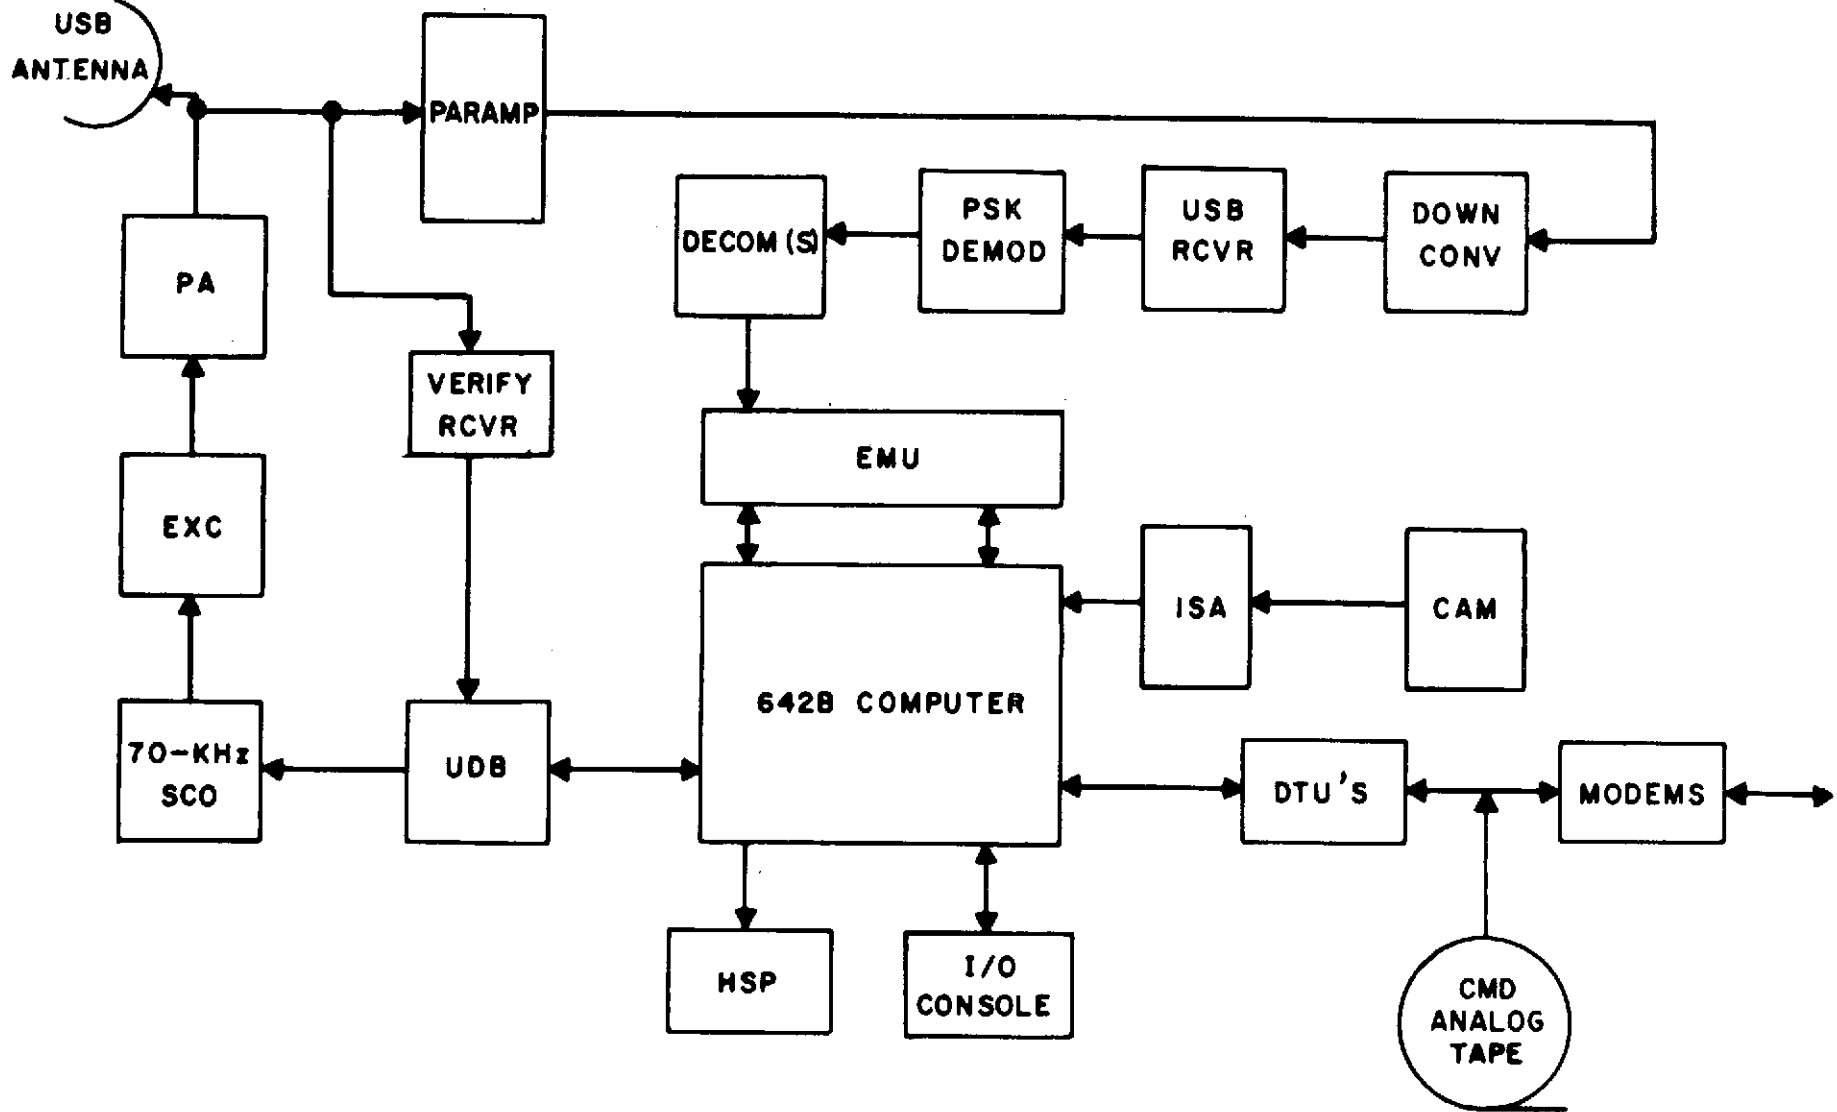 USB
ANTENNA
PARAMP
DECOM(S)
PSK
DEMOD
USB
RCVR
DOWN
CONV
PA
VERIFY
RCVR
EMU
EXC
ISA
CAM
642B COMPUTER
70-KHz
SCO
UDB
DTU'S
MODEMS
HSP
I/O
CONSOLE
CMD
ANALOG
TAPE